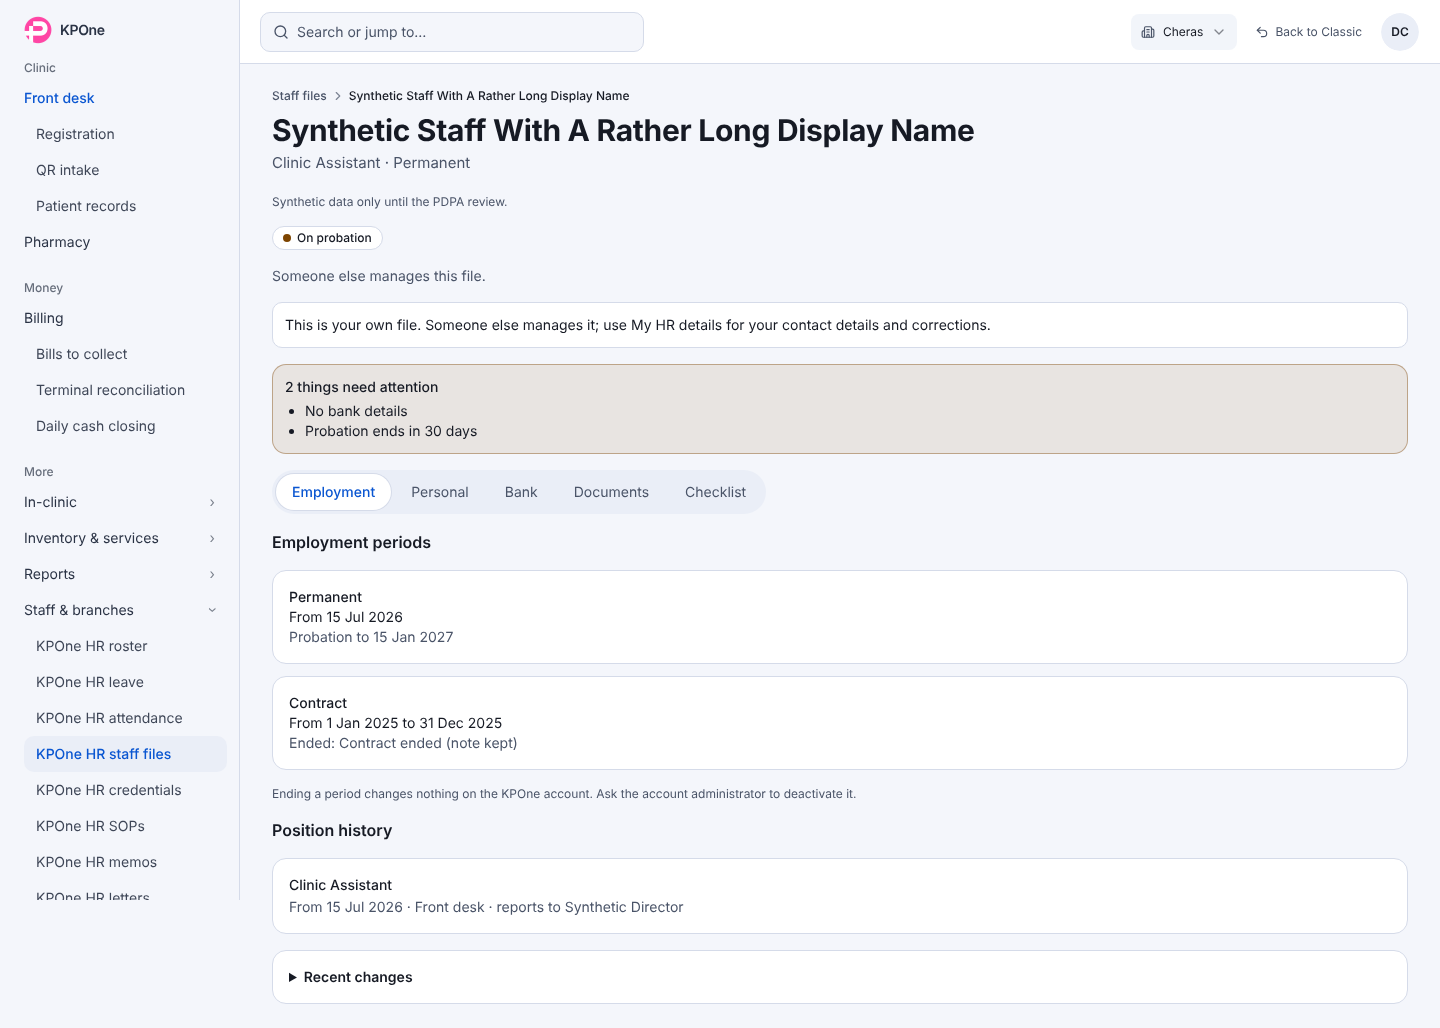 KPOne
Clinic
Front desk
Registration
QR intake
Patient records
Pharmacy
Money
Billing
Bills to collect
Terminal reconciliation
Daily cash closing
More
In-clinic
Inventory & services
Reports
Staff & branches
KPOne HR roster
KPOne HR leave
KPOne HR attendance
KPOne HR staff files
KPOne HR credentials
KPOne HR SOPs
KPOne HR memos
KPOne HR letters
Search or jump to...
Cheras
Back to Classic
DC
Staff files > Synthetic Staff With A Rather Long Display Name
Synthetic Staff With A Rather Long Display Name
Clinic Assistant · Permanent
Synthetic data only until the PDPA review.
On probation
Someone else manages this file.
This is your own file. Someone else manages it; use My HR details for your contact details and corrections.
2 things need attention
• No bank details
• Probation ends in 30 days
Employment Personal Bank Documents Checklist
Employment periods
Permanent
From 15 Jul 2026
Probation to 15 Jan 2027
Contract
From 1 Jan 2025 to 31 Dec 2025
Ended: Contract ended (note kept)
Ending a period changes nothing on the KPOne account. Ask the account administrator to deactivate it.
Position history
Clinic Assistant
From 15 Jul 2026 · Front desk · reports to Synthetic Director
Recent changes